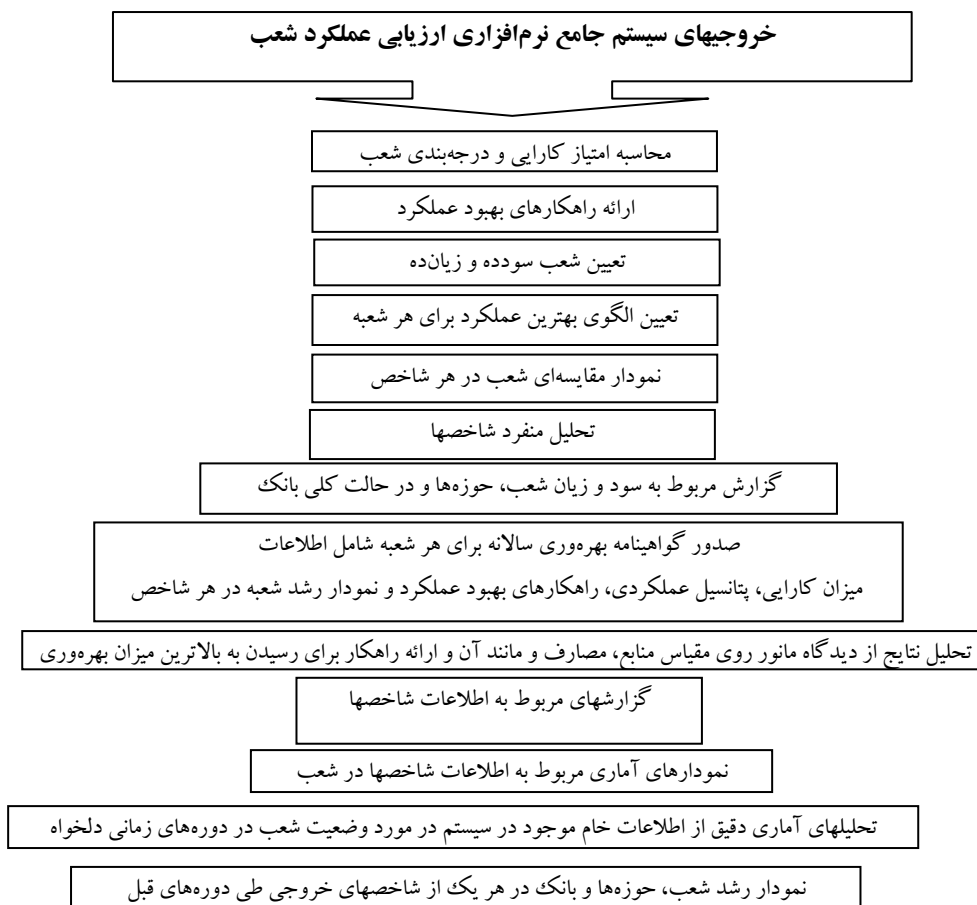 خروجیهای سیستم جامع نرم‌افزاری ارزیابی عملکرد شعب
محاسبه امتیاز کارایی و درجه‌بندی شعب
ارائه راهکارهای بهبود عملکرد
تعیین شعب سودده و زیان‌ده
تعیین الگوی بهترین عملکرد برای هر شعبه
نمودار مقایسه‌ای شعب در هر شاخص
تحلیل منفرد شاخصها
گزارش مربوط به سود و زیان شعب، حوزه‌ها و در حالت کلی بانک
صدور گواهینامه بهره‌وری سالانه برای هر شعبه شامل اطلاعات
میزان کارایی، پتانسیل عملکردی، راهکارهای بهبود عملکرد و نمودار رشد شعبه در هر شاخص
تحلیل نتایج از دیدگاه مانور روی مقیاس منابع، مصارف و مانند آن و ارائه راهکار برای رسیدن به بالاترین میزان بهره‌وری
گزارشهای مربوط به اطلاعات شاخصها
نمودارهای آماری مربوط به اطلاعات شاخصها در شعب
تحلیلهای آماری دقیق از اطلاعات خام موجود در سیستم در مورد وضعیت شعب در دوره‌های زمانی دلخواه
نمودار رشد شعب، حوزه‌ها و بانک در هر یک از شاخصهای خروجی طی دوره‌های قبل